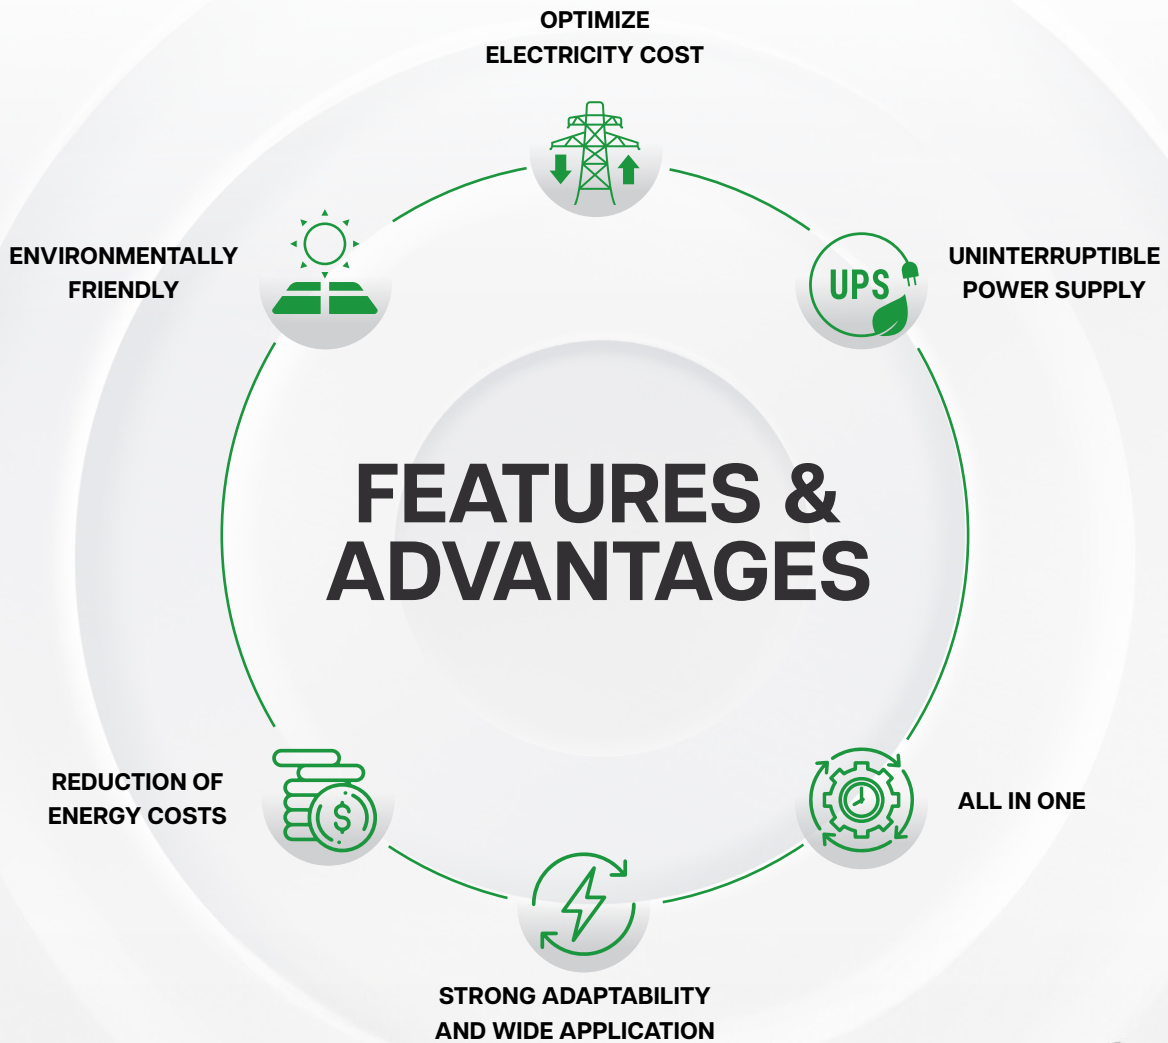 OPTIMIZE
ELECTRICITY COST
ENVIRONMENTALLY
FRIENDLY
UPS
UNINTERRUPTIBLE
POWER SUPPLY
FEATURES &
ADVANTAGES
REDUCTION OF
ENERGY COSTS
$
ALL IN ONE
STRONG ADAPTABILITY
AND WIDE APPLICATION